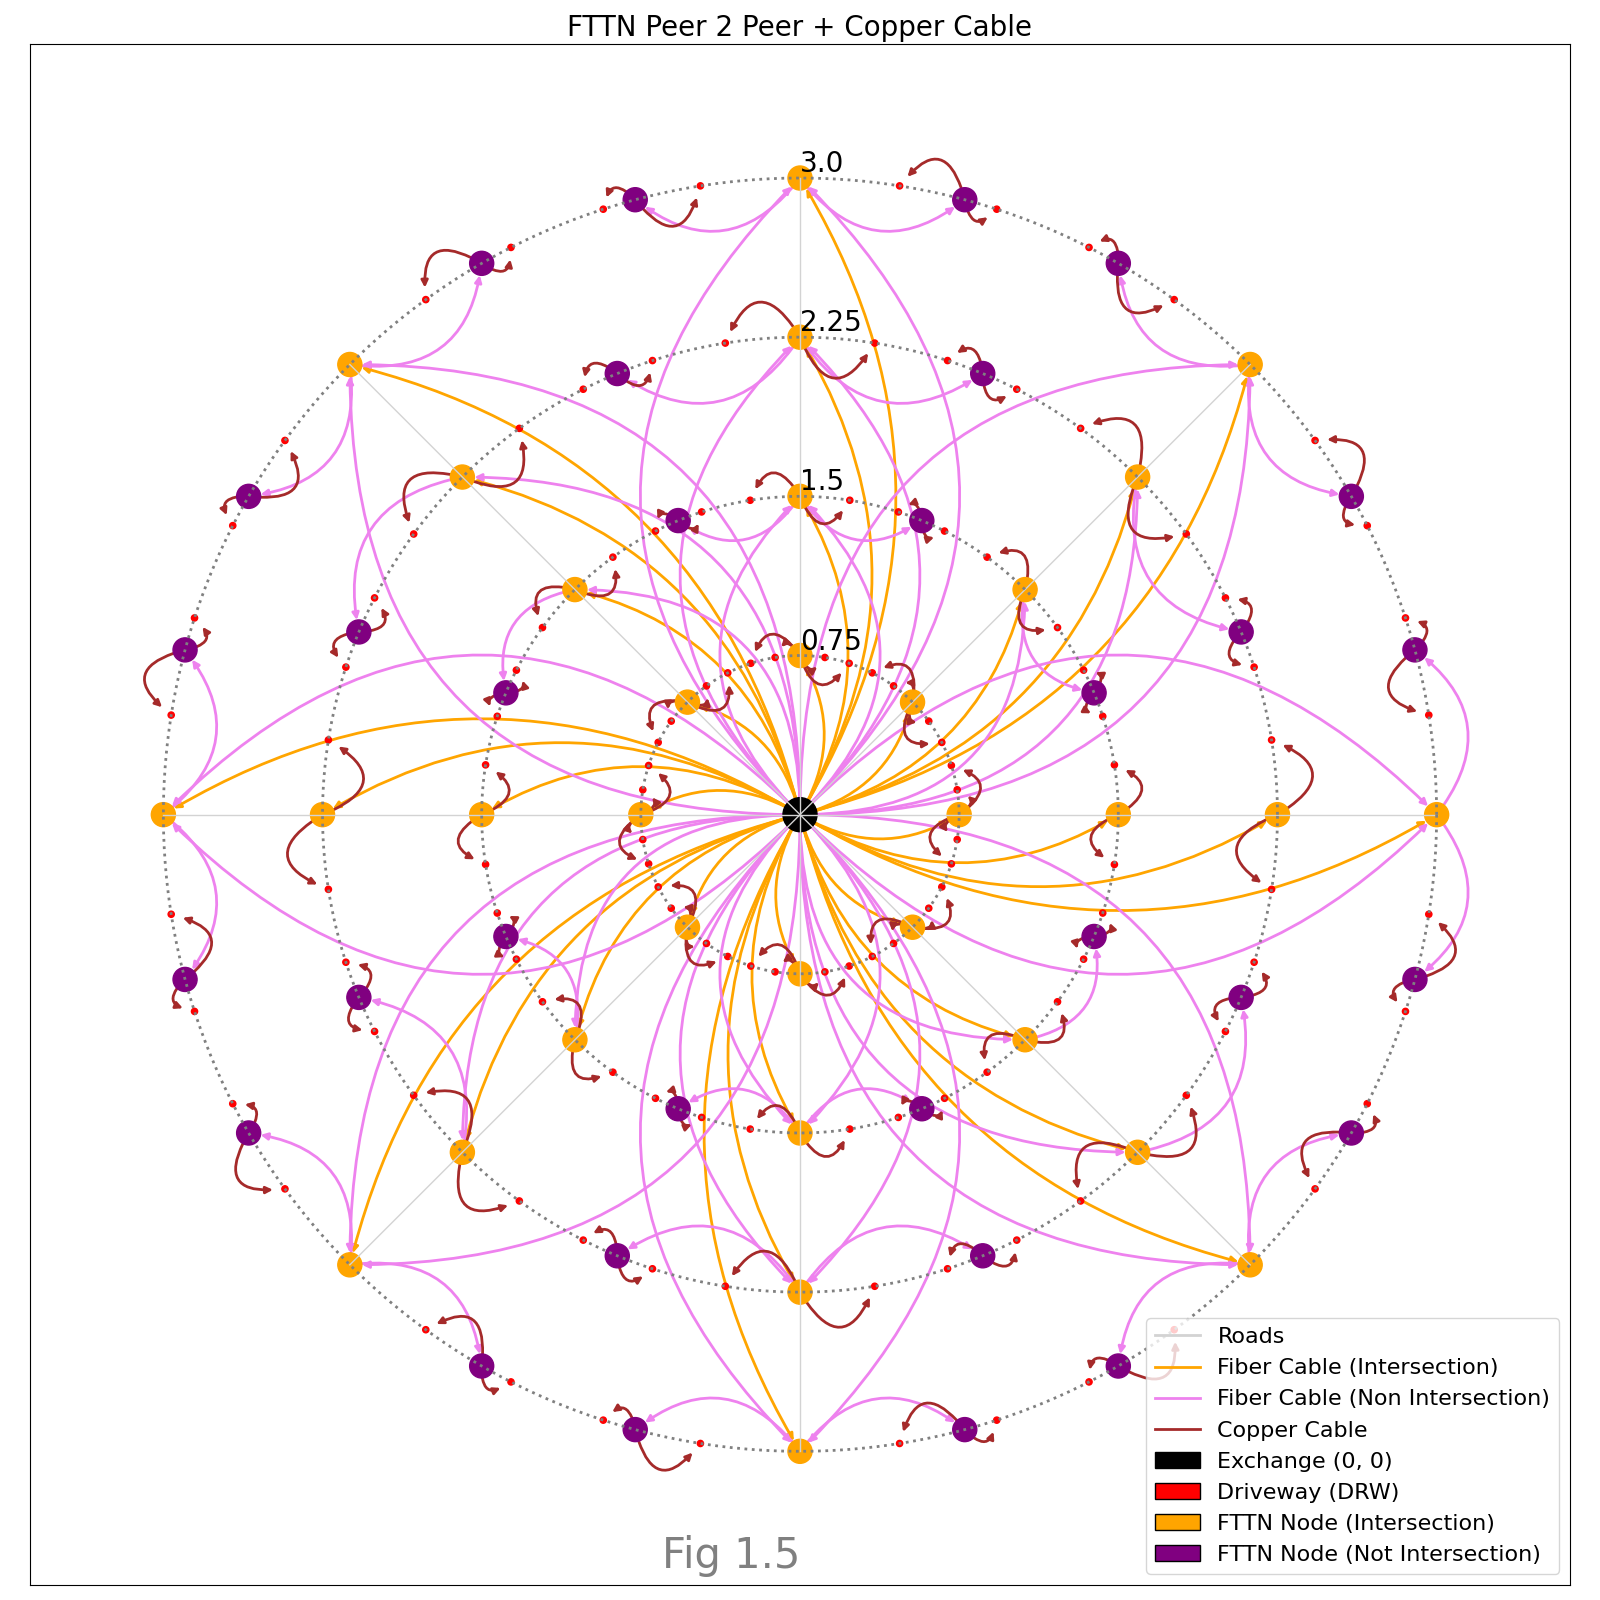 FTTN Peer 2 Peer + Copper Cable
3.0
2.25
1.5
0.75
Roads
Fiber Cable (Intersection)
Fiber Cable (Non Intersection)
Copper Cable
Exchange (0, 0)
Driveway (DRW)
FTTN Node (Intersection)
FTTN Node (Not Intersection)
Fig 1.5